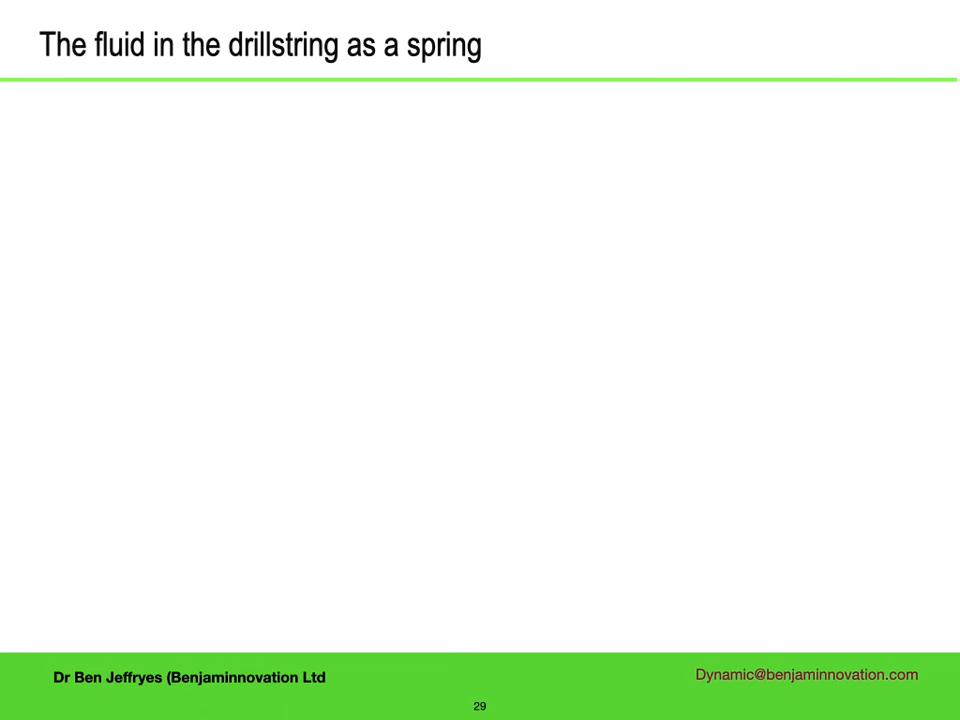 The fluid in the drillstring as a spring
Dr Ben Jeffryes (Benjaminnovation Ltd
Dynamic@benjaminnovation.com
29